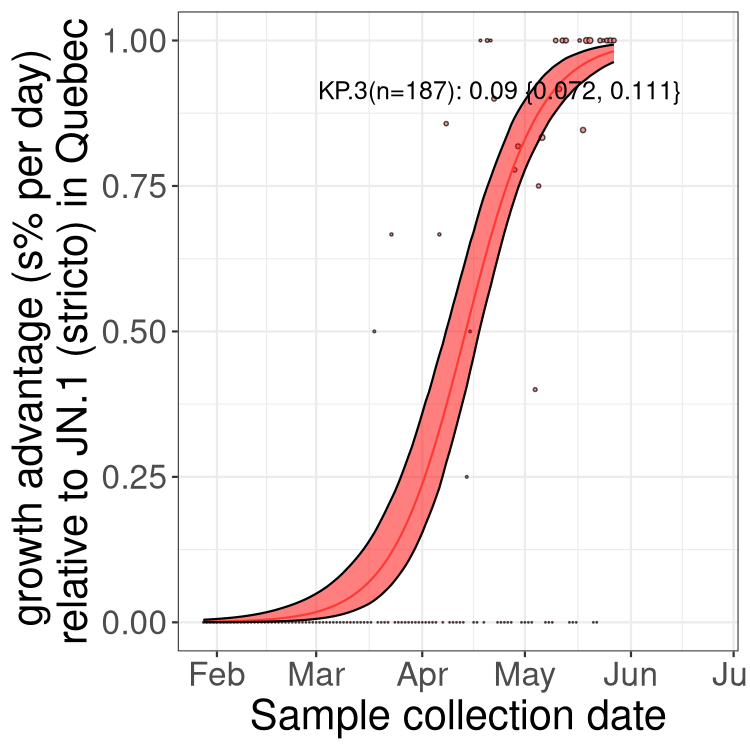 growth advantage (s% per day)
relative to JN.1 (stricto) in Quebec
1.00
0.75
0.50
0.25
0.00
KP.3(n=187): 0.09 {0.072, 0.111}
Feb Mar Apr May Jun Ju
Sample collection date